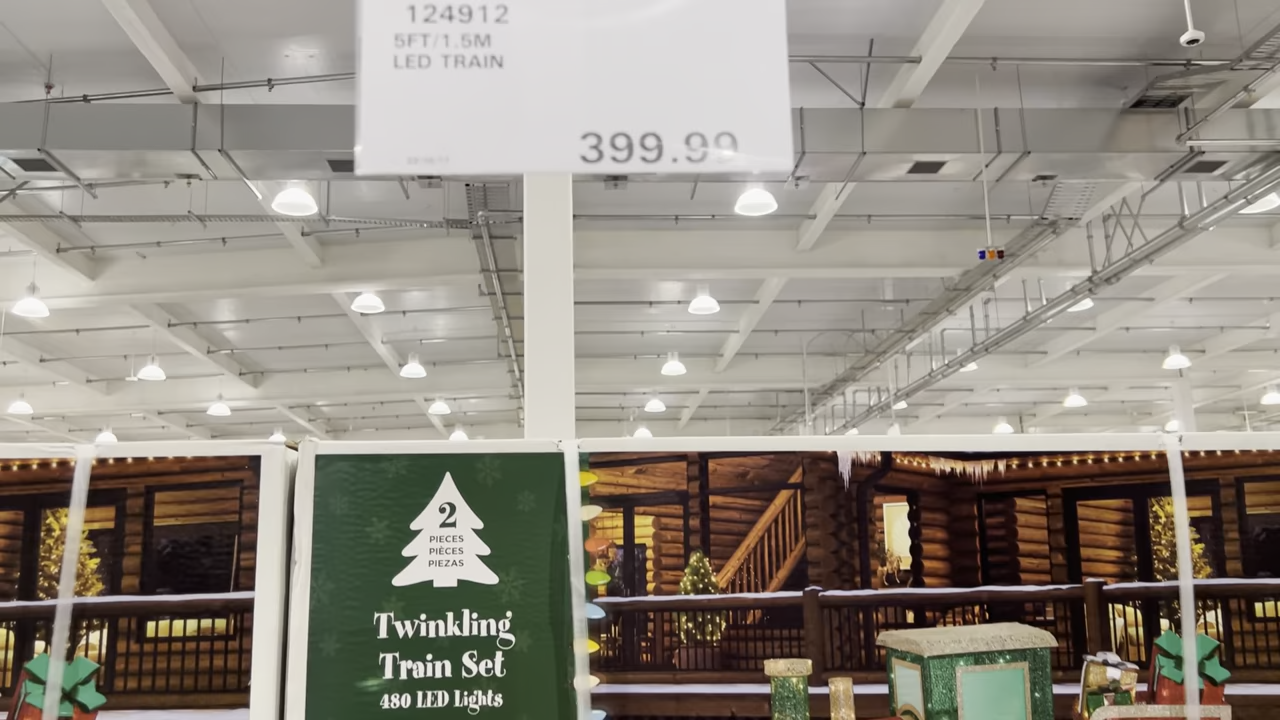 124912
5FT/1.5M
LED TRAIN
399.99
2
PIECES
PIÈCES
PIEZAS
Twinkling
Train Set
480 LED Lights